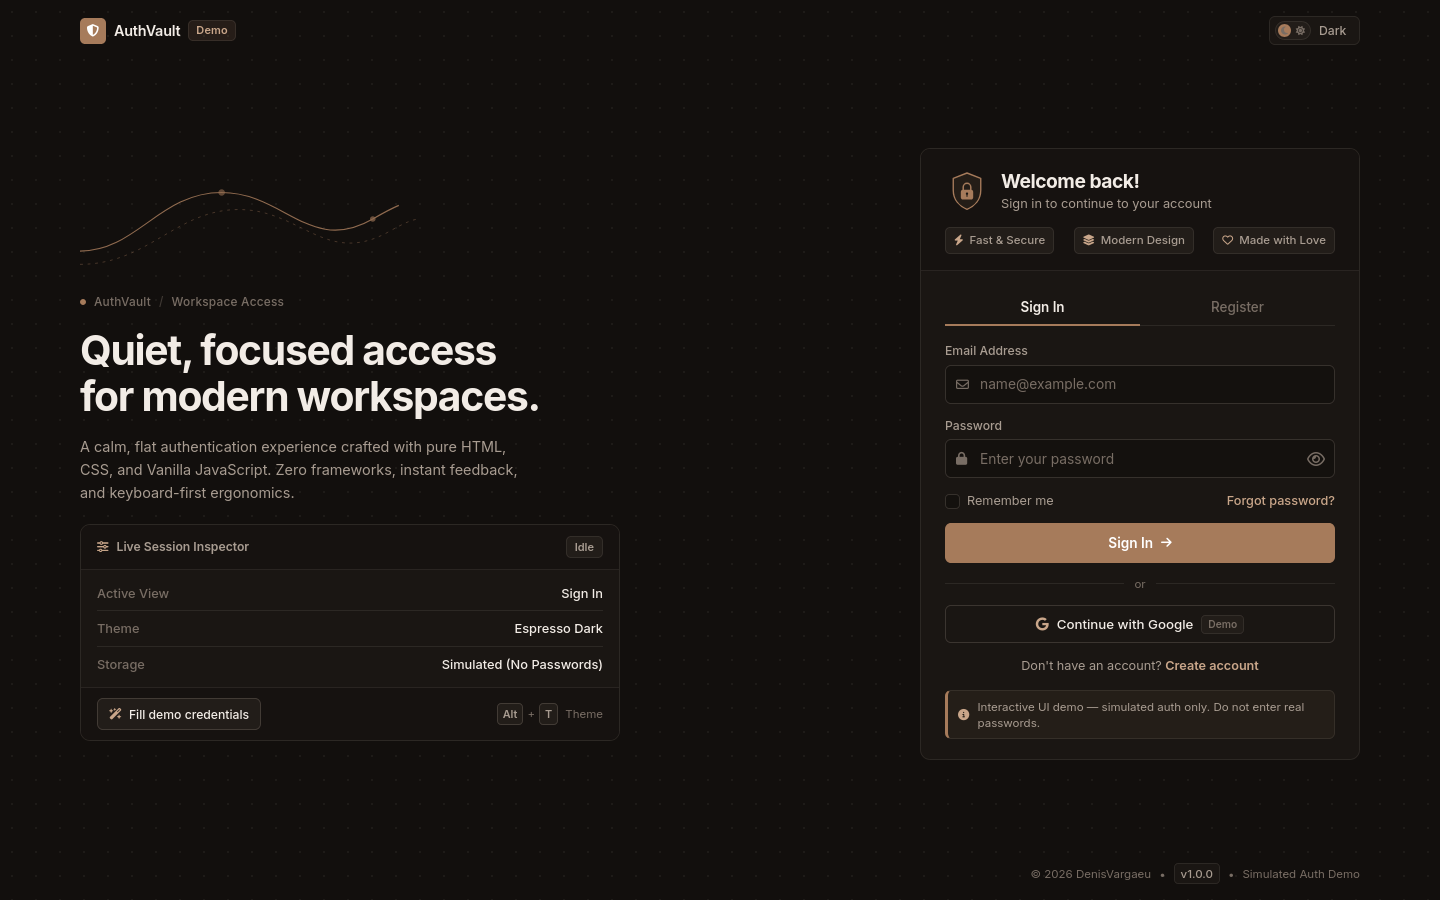 AuthVault Demo
Dark
AuthVault / Workspace Access
Quiet, focused access
for modern workspaces.
A calm, flat authentication experience crafted with pure HTML,
CSS, and Vanilla JavaScript. Zero frameworks, instant feedback,
and keyboard-first ergonomics.
Live Session Inspector
Idle
Active View
Sign In
Theme
Espresso Dark
Storage
Simulated (No Passwords)
Fill demo credentials
Alt + T Theme
Welcome back!
Sign in to continue to your account
Fast & Secure
Modern Design
Made with Love
Sign In
Register
Email Address
name@example.com
Password
Enter your password
Remember me
Forgot password?
Sign In →
or
Continue with Google Demo
Don't have an account? Create account
Interactive UI demo — simulated auth only. Do not enter real
passwords.
© 2026 DenisVargaeu • v1.0.0 • Simulated Auth Demo